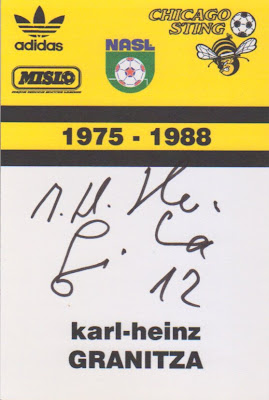 adidas
NASL
CHICAGO
STING
MISL
1975 - 1988
12
karl-heinz
GRANITZA